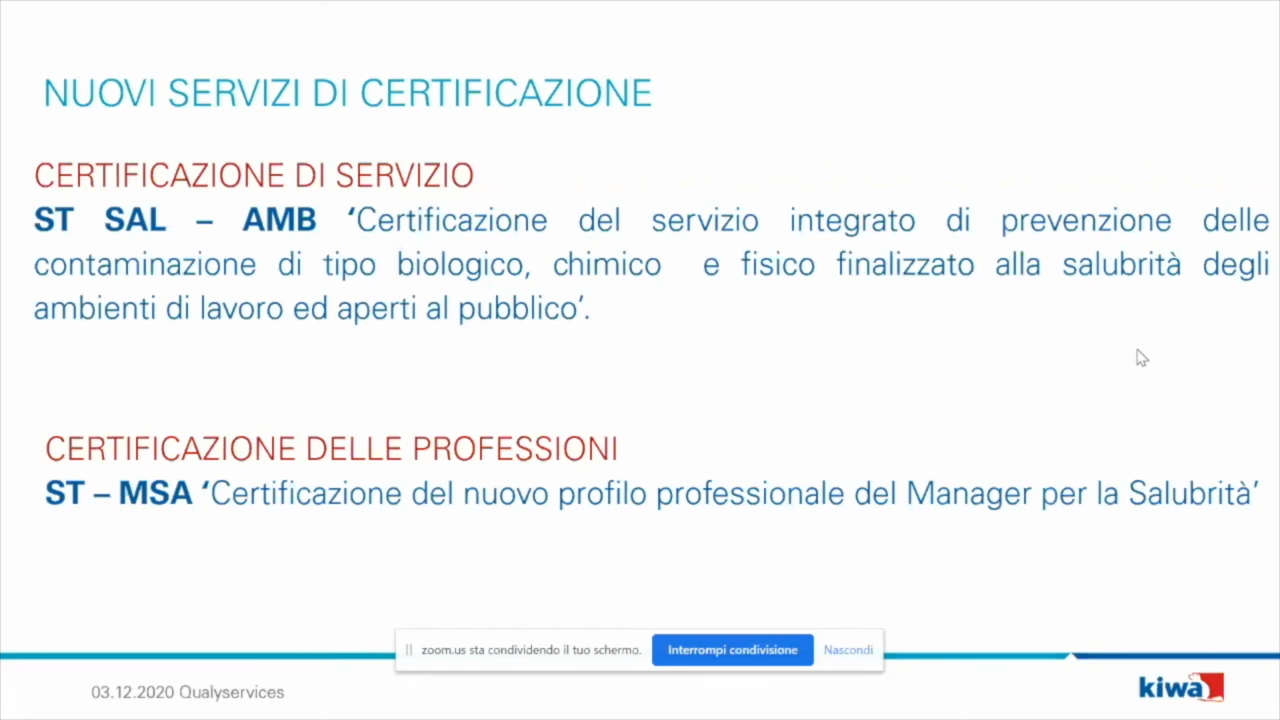 NUOVI SERVIZI DI CERTIFICAZIONE
CERTIFICAZIONE DI SERVIZIO
ST SAL – AMB ‘Certificazione del servizio integrato di prevenzione delle
contaminazione di tipo biologico, chimico e fisico finalizzato alla salubrità degli
ambienti di lavoro ed aperti al pubblico’.
CERTIFICAZIONE DELLE PROFESSIONI
ST – MSA ‘Certificazione del nuovo profilo professionale del Manager per la Salubrità’
zoom.us sta condividendo il tuo schermo. Interrompi condivisione Nascondi
03.12.2020 Qualyservices
kiwa